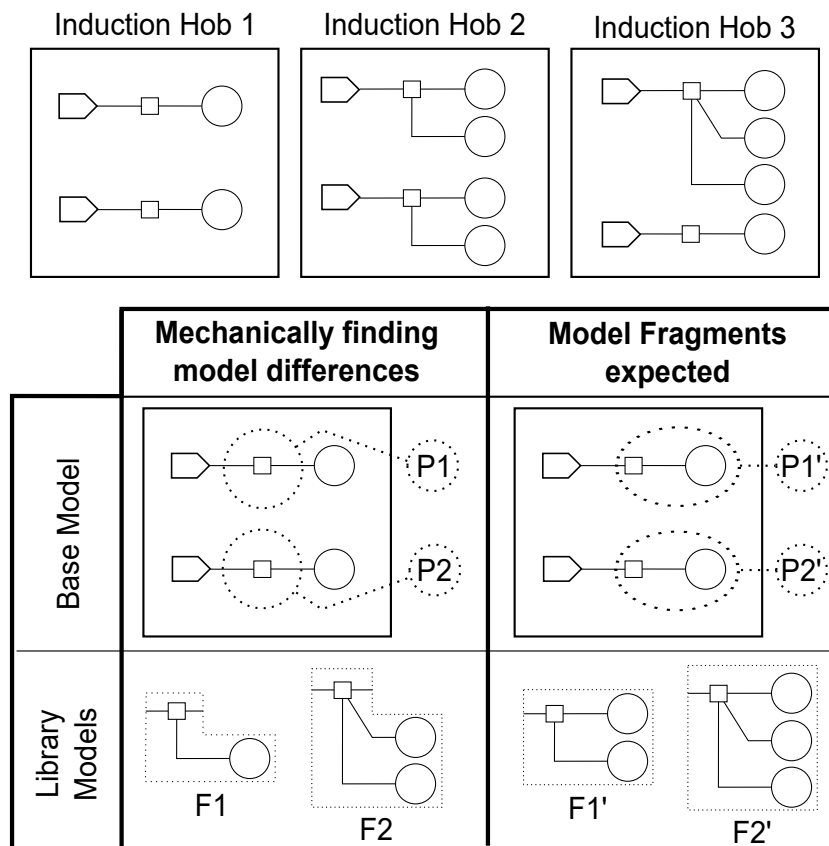 Induction Hob 1
Induction Hob 2
Induction Hob 3
Mechanically finding
model differences
Model Fragments
expected
Base Model
P1
P2
P1'
P2'
Library
Models
F1
F2
F1'
F2'